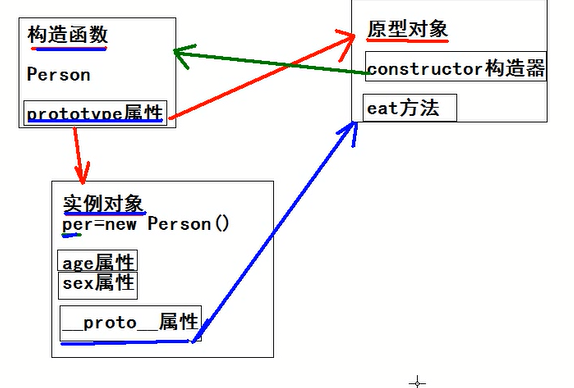 构造函数
Person
prototype属性
原型对象
constructor构造器
eat方法
实例对象
per=new Person()
age属性
sex属性
__proto__属性